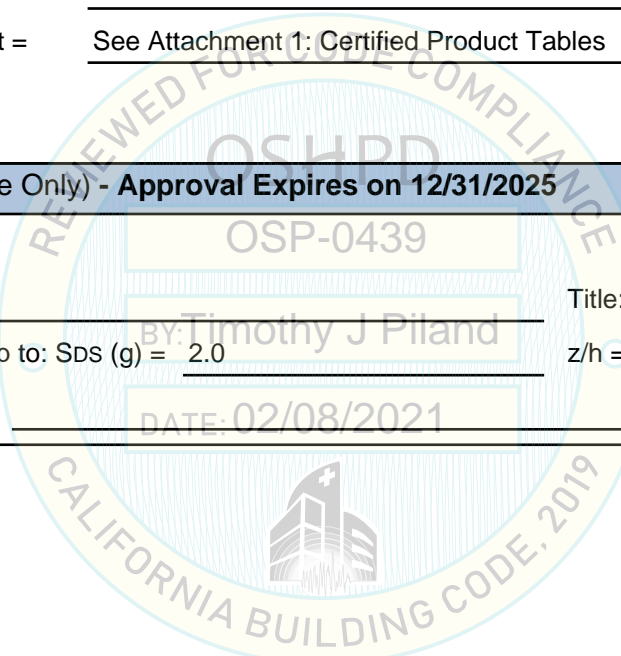 t = See Attachment 1: Certified Product Tables
REVIEWED FOR CODE COMPLIANCE
OSHPD
e Only) - Approval Expires on 12/31/2025
OSP-0439
Title:
BY: Timothy J Piland
o to: SDS (g) = 2.0 z/h =
DATE: 02/08/2021
CALIFORNIA BUILDING CODE, 2019